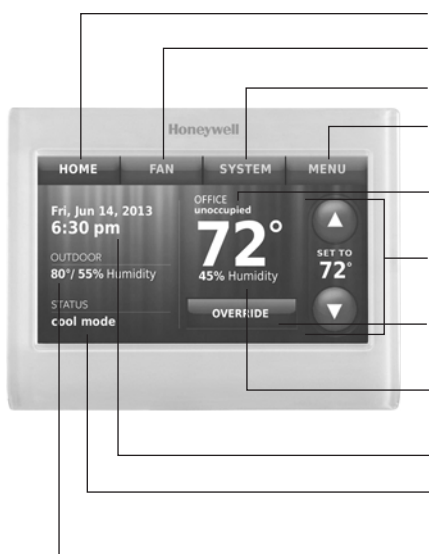 Honeywell
HOME FAN SYSTEM MENU
Fri, Jun 14, 2013
6:30 pm
OUTDOOR
80°/ 55% Humidity
STATUS
cool mode
OFFICE
unoccupied
72°
45% Humidity
OVERRIDE
SET TO
72°